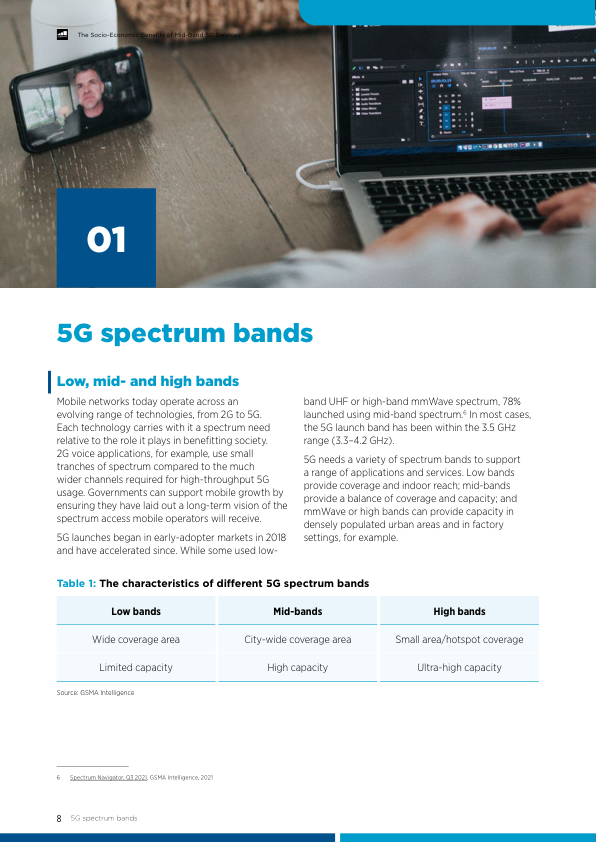 The Socio-Economic Benefits of Mid-Band 5G Services
01
5G spectrum bands
Low, mid- and high bands
Mobile networks today operate across an
evolving range of technologies, from 2G to 5G.
Each technology carries with it a spectrum need
relative to the role it plays in benefitting society.
2G voice applications, for example, use small
tranches of spectrum compared to the much
wider channels required for high-throughput 5G
usage. Governments can support mobile growth by
ensuring they have laid out a long-term vision of the
spectrum access mobile operators will receive.
5G launches began in early-adopter markets in 2018
and have accelerated since. While some used low-
band UHF or high-band mmWave spectrum, 78%
launched using mid-band spectrum.6 In most cases,
the 5G launch band has been within the 3.5 GHz
range (3.3–4.2 GHz).
5G needs a variety of spectrum bands to support
a range of applications and services. Low bands
provide coverage and indoor reach; mid-bands
provide a balance of coverage and capacity; and
mmWave or high bands can provide capacity in
densely populated urban areas and in factory
settings, for example.
Table 1: The characteristics of different 5G spectrum bands
Low bands Mid-bands High bands
Wide coverage area City-wide coverage area Small area/hotspot coverage
Limited capacity High capacity Ultra-high capacity
Source: GSMA Intelligence
6 Spectrum Navigator, Q3 2021, GSMA Intelligence, 2021
8 5G spectrum bands